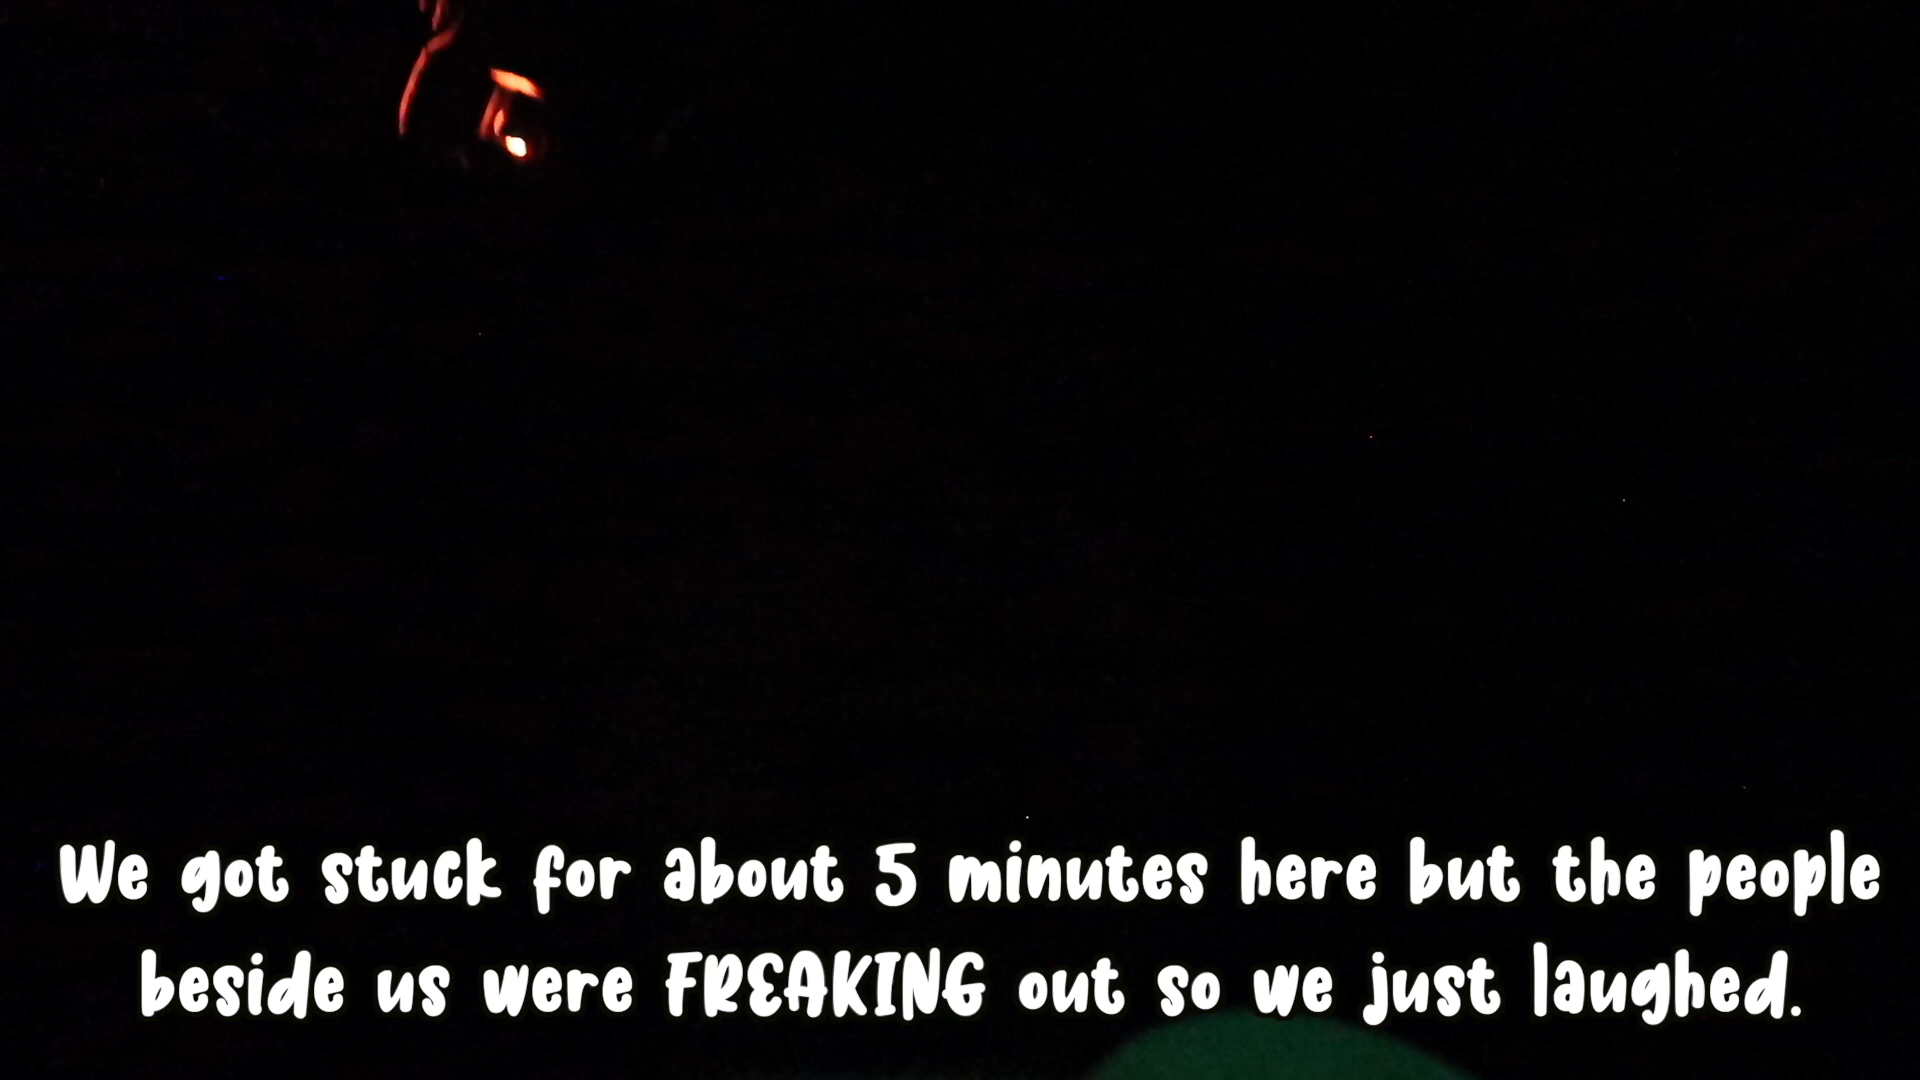 We got stuck for about 5 minutes here but the people
beside us were FREAKING out so we just laughed.